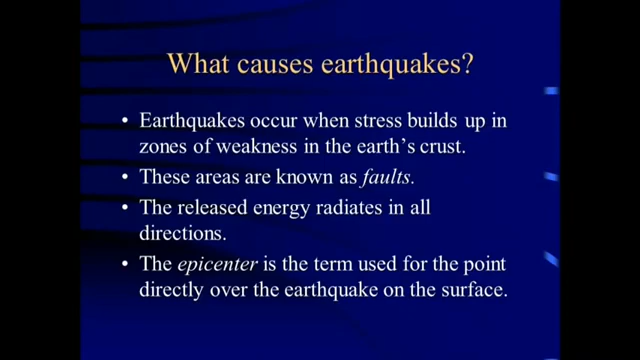 What causes earthquakes?
• Earthquakes occur when stress builds up in
zones of weakness in the earth's crust.
• These areas are known as faults.
• The released energy radiates in all
directions.
• The epicenter is the term used for the point
directly over the earthquake on the surface.